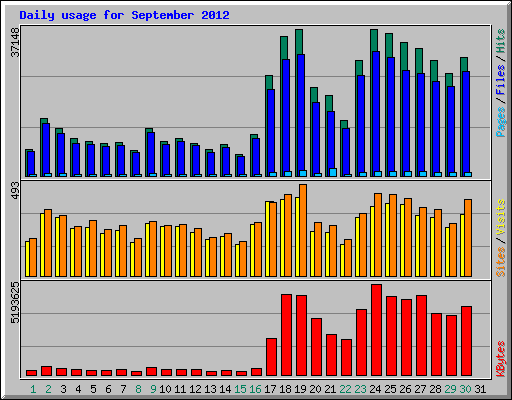 Daily usage for September 2012
37148
Pages / Files / Hits
493
Sites / Visits
5193625
KBytes
1 2 3 4 5 6 7 8 9 10 11 12 13 14 15 16 17 18 19 20 21 22 23 24 25 26 27 28 29 30 31